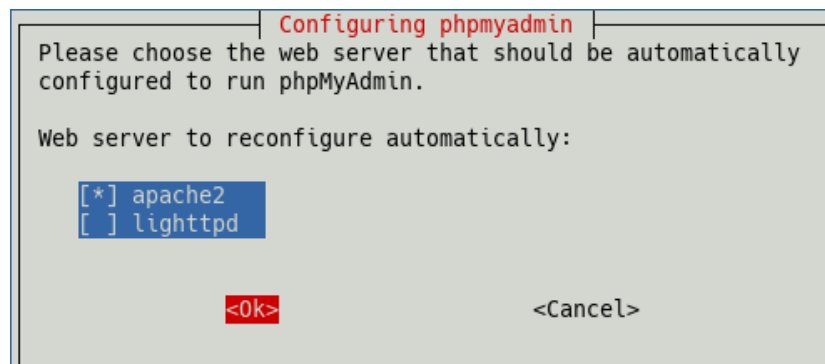 Configuring phpmyadmin
Please choose the web server that should be automatically
configured to run phpMyAdmin.
Web server to reconfigure automatically:
[*] apache2
[ ] lighttpd
<Ok> <Cancel>